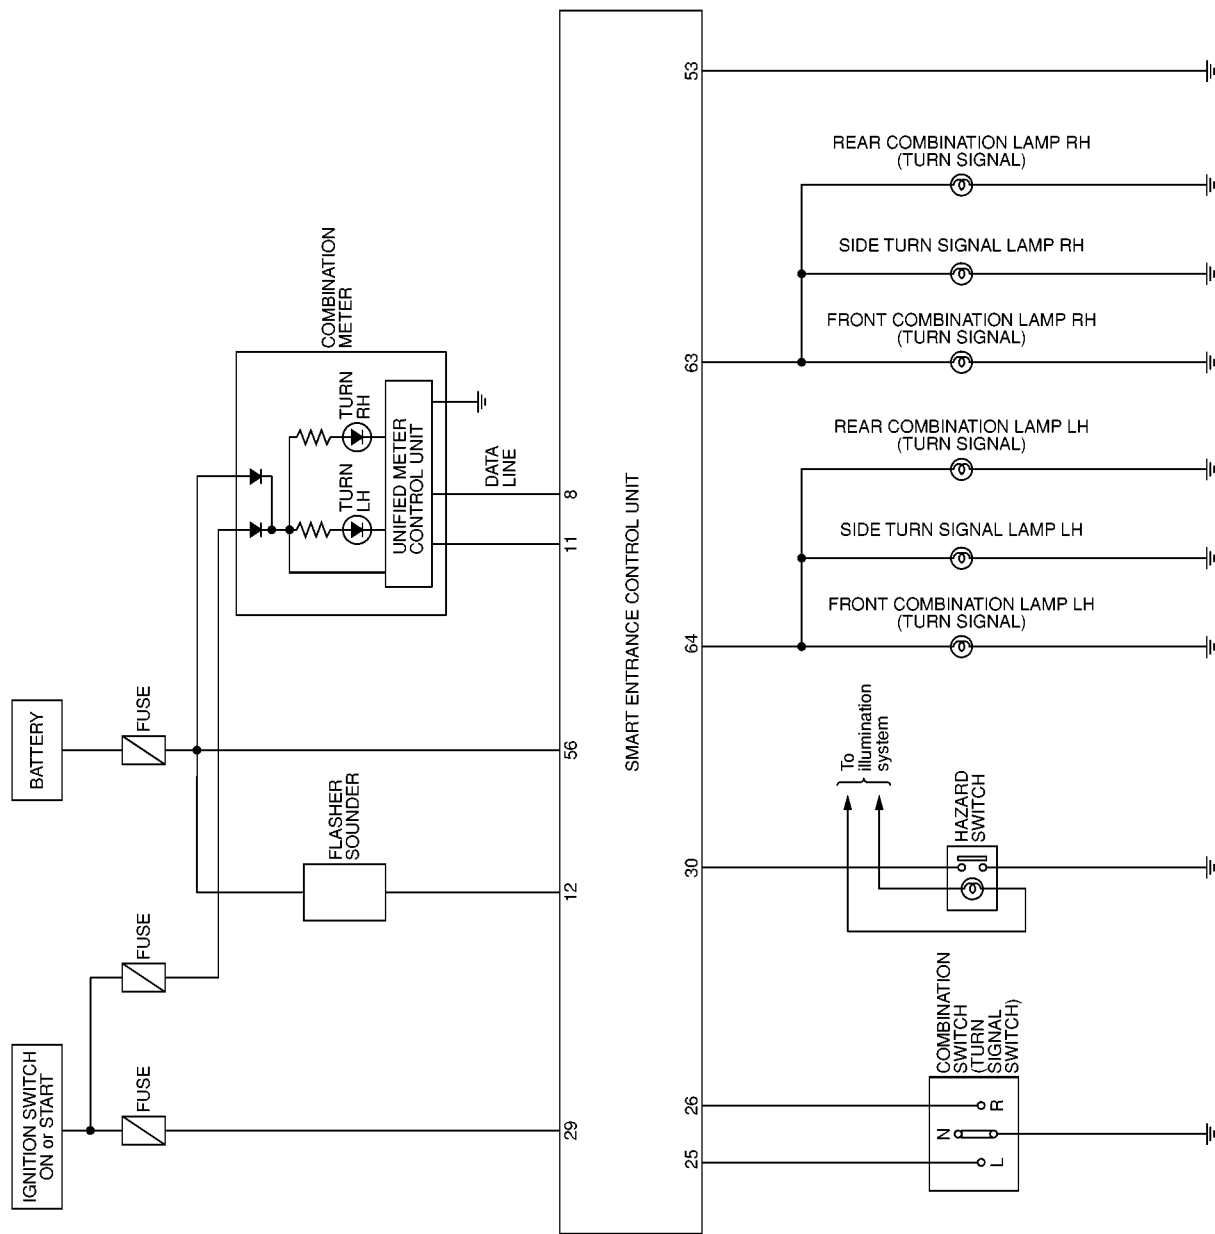 IGNITION SWITCH
ON or START
BATTERY
FUSE
FUSE
FUSE
FLASHER
SOUNDER
COMBINATION
METER
TURN
LH
TURN
RH
UNIFIED METER
CONTROL UNIT
DATA
LINE
29
12
56
11
8
SMART ENTRANCE CONTROL UNIT
25
26
30
64
63
53
COMBINATION
SWITCH
(TURN
SIGNAL
SWITCH)
L
N
R
HAZARD
SWITCH
To
illumination
system
FRONT COMBINATION LAMP LH
(TURN SIGNAL)
SIDE TURN SIGNAL LAMP LH
REAR COMBINATION LAMP LH
(TURN SIGNAL)
FRONT COMBINATION LAMP RH
(TURN SIGNAL)
SIDE TURN SIGNAL LAMP RH
REAR COMBINATION LAMP RH
(TURN SIGNAL)